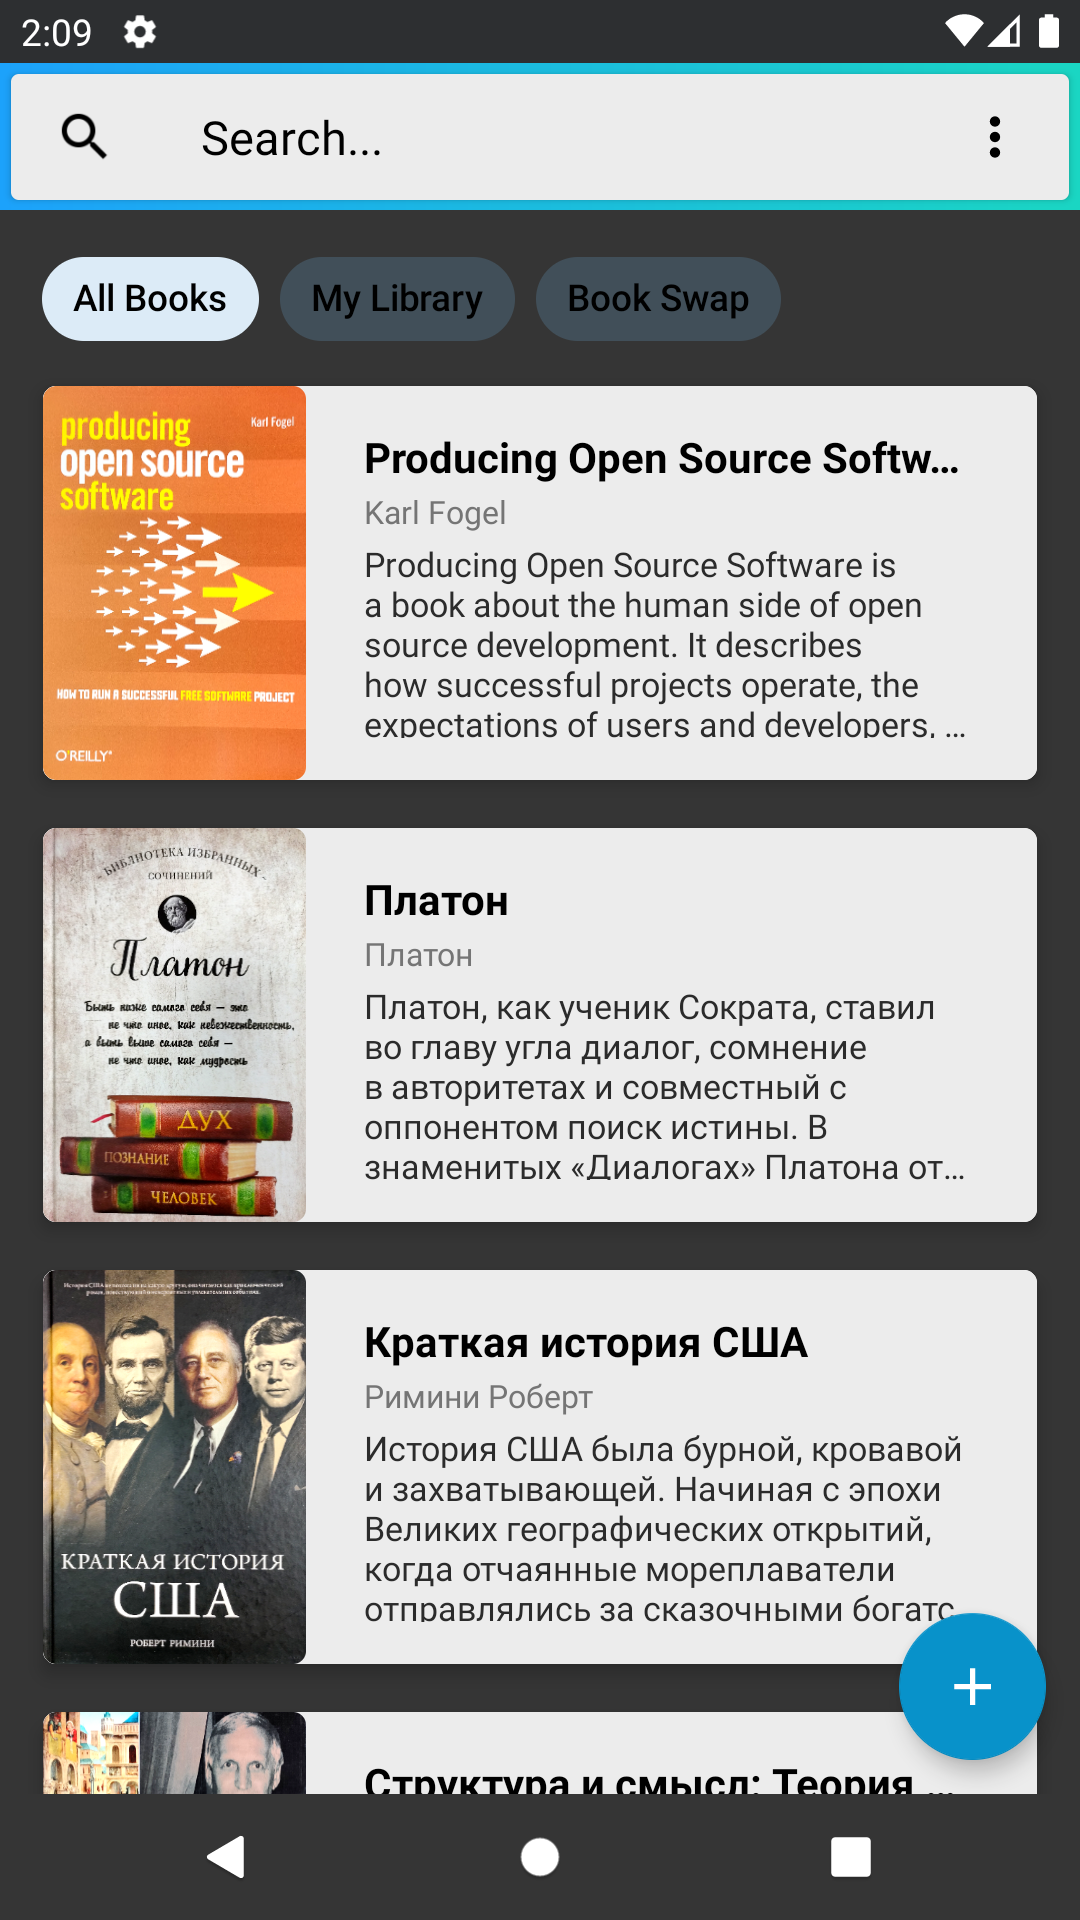 2:09
Search...
All Books
My Library
Book Swap
producing
Karl Fogel
open source
software
HOW TO RUN A SUCCESSFUL FREE SOFTWARE PROJECT
O'REILLY®
Producing Open Source Softw...
Karl Fogel
Producing Open Source Software is
a book about the human side of open
source development. It describes
how successful projects operate, the
expectations of users and developers, ...
- БИБЛИОТЕКА ИЗБРАННЫХ -
СОЧИНЕНИЙ
Платон
Быть ниже самого себя — это
не что иное, как невежественность,
а быть выше самого себя —
не что иное, как мудрость
ДУХ
ПОЗНАНИЕ
ЧЕЛОВЕК
Платон
Платон
Платон, как ученик Сократа, ставил
во главу угла диалог, сомнение
в авторитетах и совместный с
оппонентом поиск истины. В
знаменитых «Диалогах» Платона от...
КРАТКАЯ ИСТОРИЯ
США
РОБЕРТ РИМИНИ
Краткая история США
Римини Роберт
История США была бурной, кровавой
и захватывающей. Начиная с эпохи
Великих географических открытий,
когда отчаянные мореплаватели
отправлялись за сказочными богатс
Структура и смысл: Теория ...